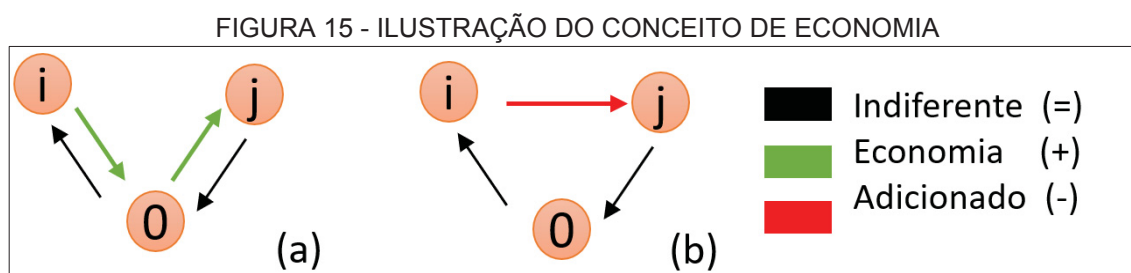 FIGURA 15 - ILUSTRAÇÃO DO CONCEITO DE ECONOMIA
i
j
0
(a)
i
j
0
(b)
Indiferente (=)
Economia (+)
Adicionado (-)